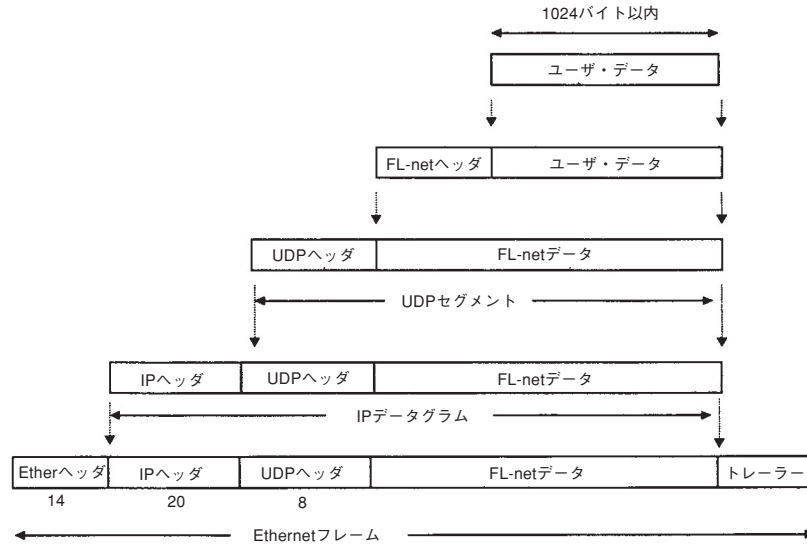 1024バイト以内
ユーザ・データ
FL-netヘッダ ユーザ・データ
UDPヘッダ FL-netデータ
UDPセグメント
IPヘッダ UDPヘッダ FL-netデータ
IPデータグラム
Etherヘッダ IPヘッダ UDPヘッダ FL-netデータ トレーラー
14 20 8
Ethernetフレーム